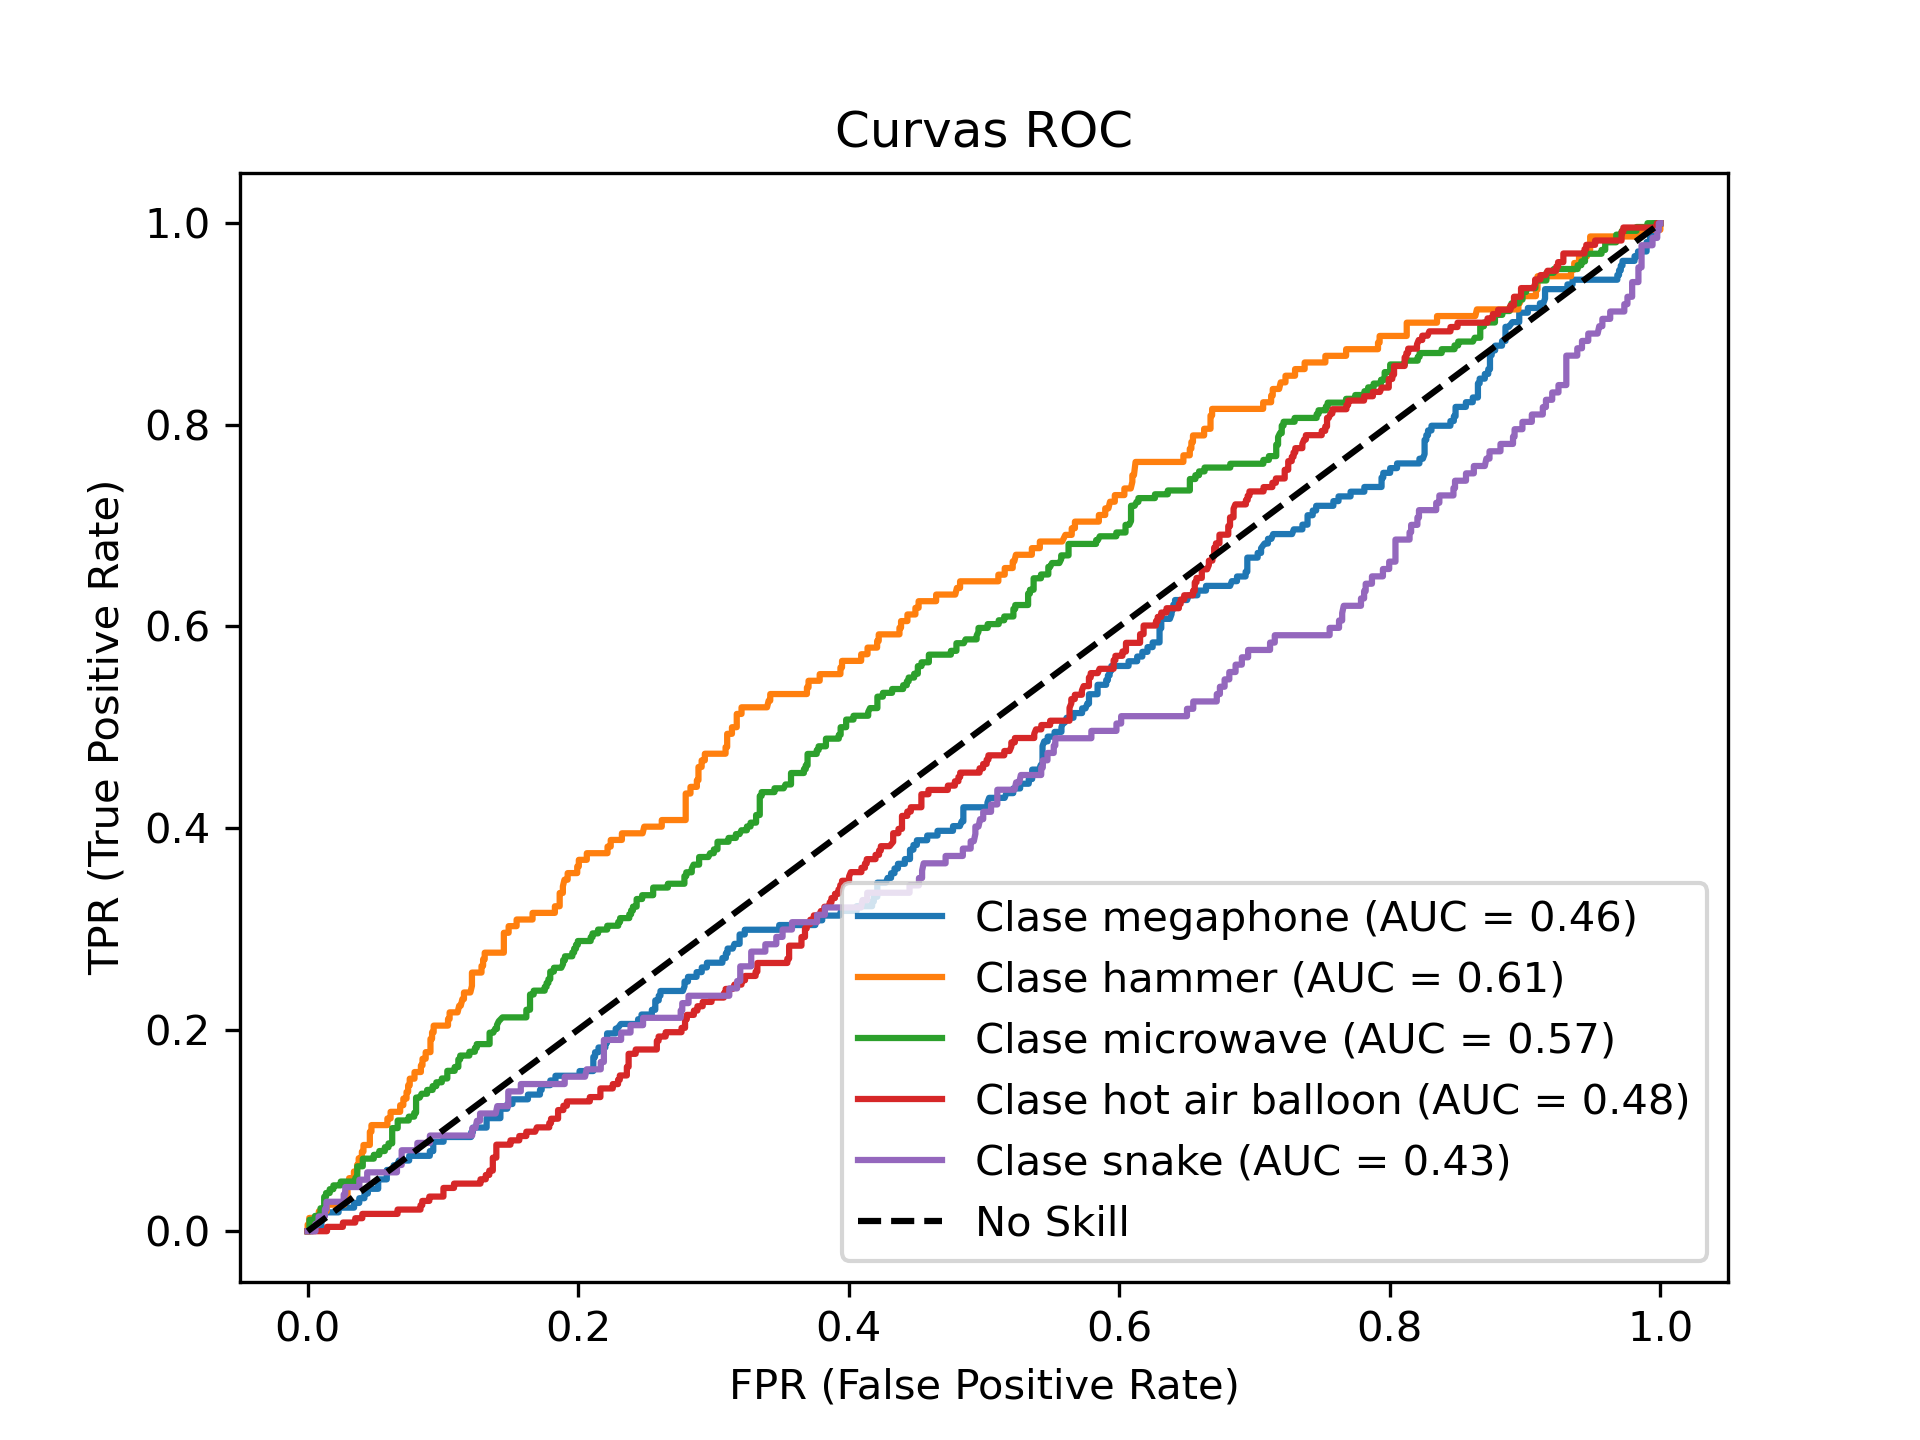 Curvas ROC
1.0
0.8
0.6
0.4
0.2
0.0
TPR (True Positive Rate)
Clase megaphone (AUC = 0.46)
Clase hammer (AUC = 0.61)
Clase microwave (AUC = 0.57)
Clase hot air balloon (AUC = 0.48)
Clase snake (AUC = 0.43)
No Skill
0.0 0.2 0.4 0.6 0.8 1.0
FPR (False Positive Rate)